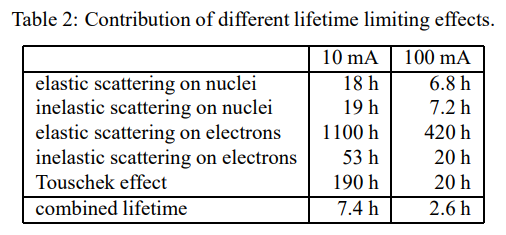 Table 2: Contribution of different lifetime limiting effects.
10 mA 100 mA
elastic scattering on nuclei 18 h 6.8 h
inelastic scattering on nuclei 19 h 7.2 h
elastic scattering on electrons 1100 h 420 h
inelastic scattering on electrons 53 h 20 h
Touschek effect 190 h 20 h
combined lifetime 7.4 h 2.6 h